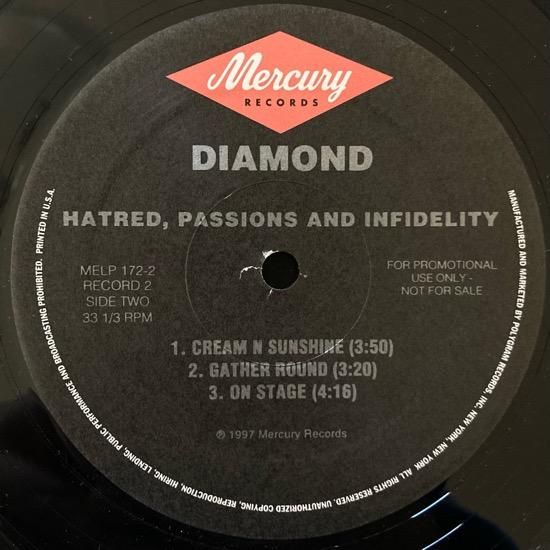 Mercury
RECORDS
DIAMOND
HATRED, PASSIONS AND INFIDELITY
MELP 172-2
RECORD 2
SIDE TWO
33 1/3 RPM
FOR PROMOTIONAL
USE ONLY -
NOT FOR SALE
1. CREAM N SUNSHINE (3:50)
2. GATHER ROUND (3:20)
3. ON STAGE (4:16)
℗ 1997 Mercury Records
MANUFACTURED AND MARKETED BY POLYGRAM RECORDS, INC. NEW YORK, NEW YORK ALL RIGHTS RESERVED. UNAUTHORIZED COPYING, REPRODUCTION, HIRING, LENDING, PUBLIC PERFORMANCE AND BROADCASTING PROHIBITED. PRINTED IN U.S.A.